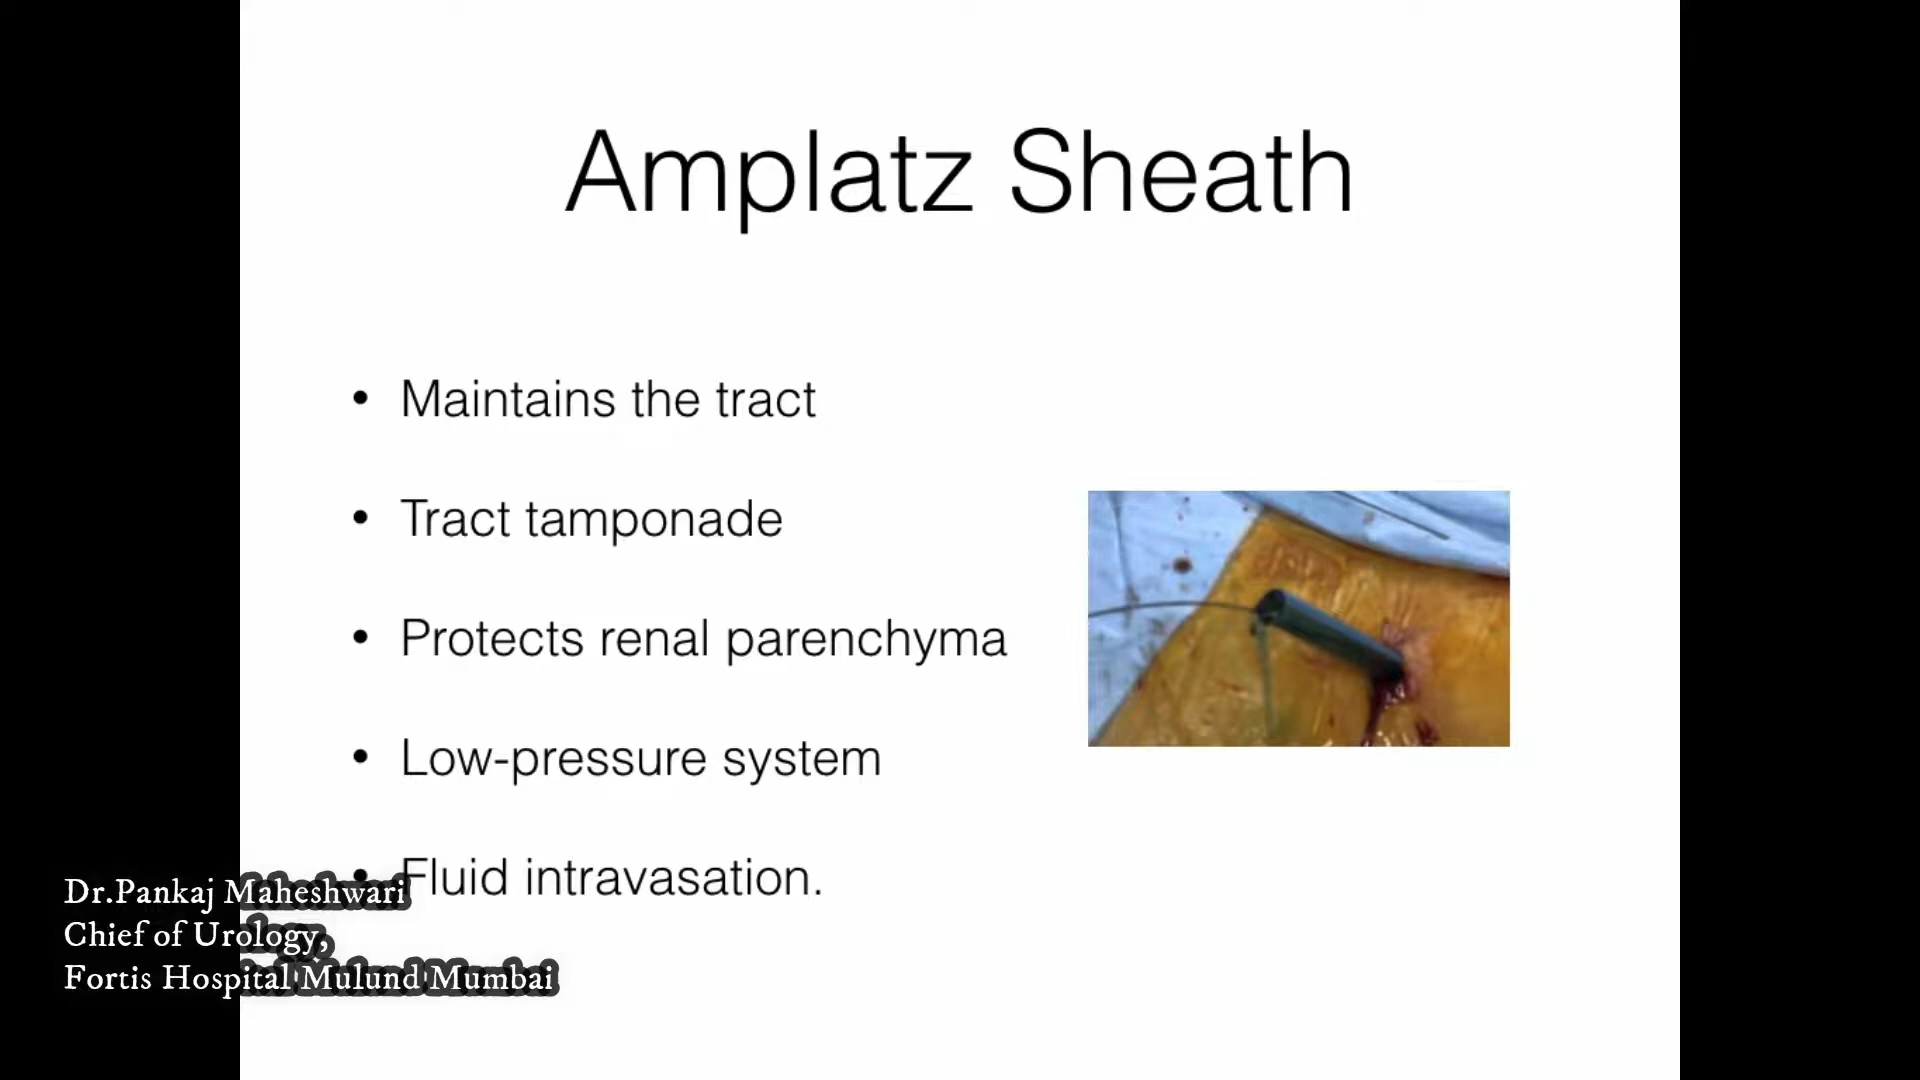 Amplatz Sheath
• Maintains the tract
• Tract tamponade
• Protects renal parenchyma
• Low-pressure system
• Fluid intravasation.
Dr.Pankaj Maheshwari
Chief of Urology,
Fortis Hospital Mulund Mumbai